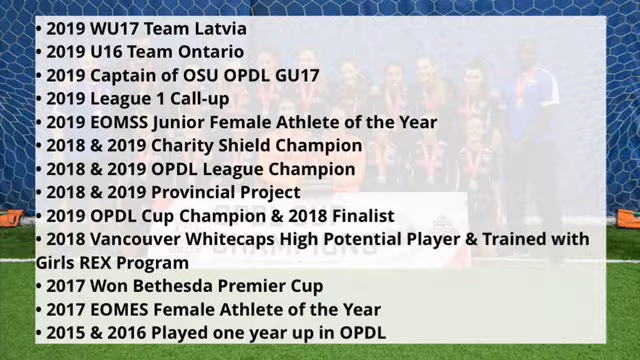 • 2019 WU17 Team Latvia
• 2019 U16 Team Ontario
• 2019 Captain of OSU OPDL GU17
• 2019 League 1 Call-up
• 2019 EOMSS Junior Female Athlete of the Year
• 2018 & 2019 Charity Shield Champion
• 2018 & 2019 OPDL League Champion
• 2018 & 2019 Provincial Project
• 2019 OPDL Cup Champion & 2018 Finalist
• 2018 Vancouver Whitecaps High Potential Player & Trained with
Girls REX Program
• 2017 Won Bethesda Premier Cup
• 2017 EOMES Female Athlete of the Year
• 2015 & 2016 Played one year up in OPDL
OPDL CUP
CHAMPIONS